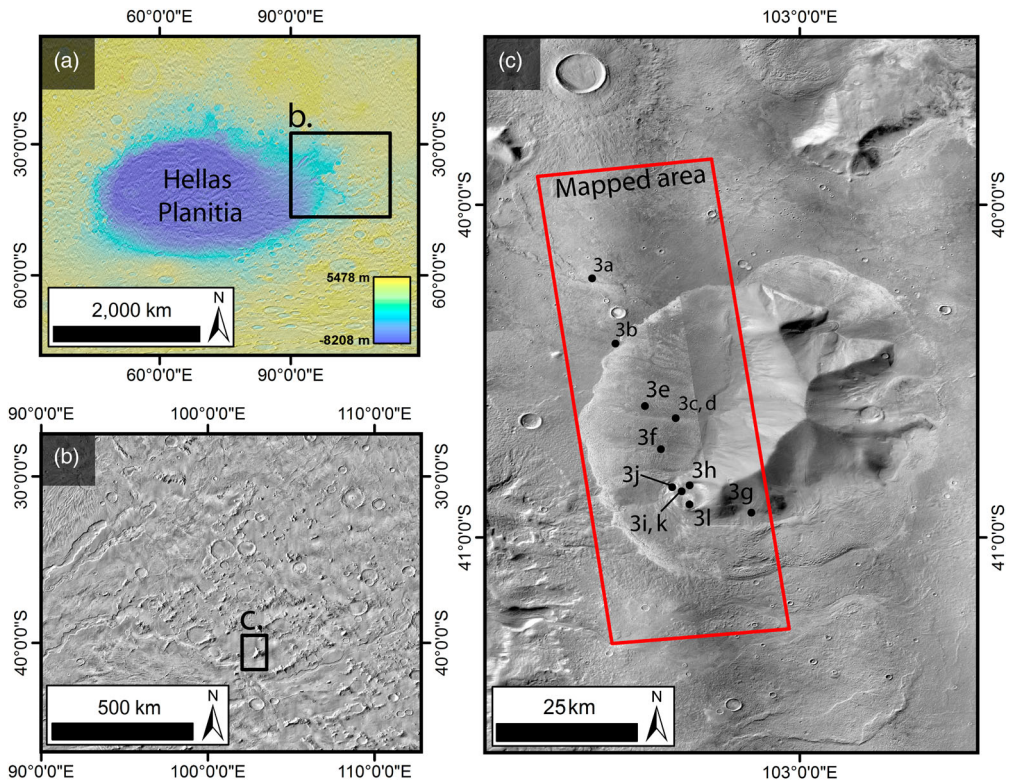 60°0'0"E
90°0'0"E
(a)
b.
30°0'0"S
30°0'0"S
Hellas
Planitia
60°0'0"S
60°0'0"S
5478 m
-8208 m
2,000 km
N
60°0'0"E
90°0'0"E
90°0'0"E
100°0'0"E
110°0'0"E
(b)
30°0'0"S
30°0'0"S
c.
40°0'0"S
40°0'0"S
500 km
N
90°0'0"E
100°0'0"E
110°0'0"E
103°0'0"E
(c)
Mapped area
40°0'0"S
40°0'0"S
3a
3b
3e
3c, d
3f
3j
3h
3g
3i, k
3l
41°0'0"S
41°0'0"S
25 km
N
103°0'0"E